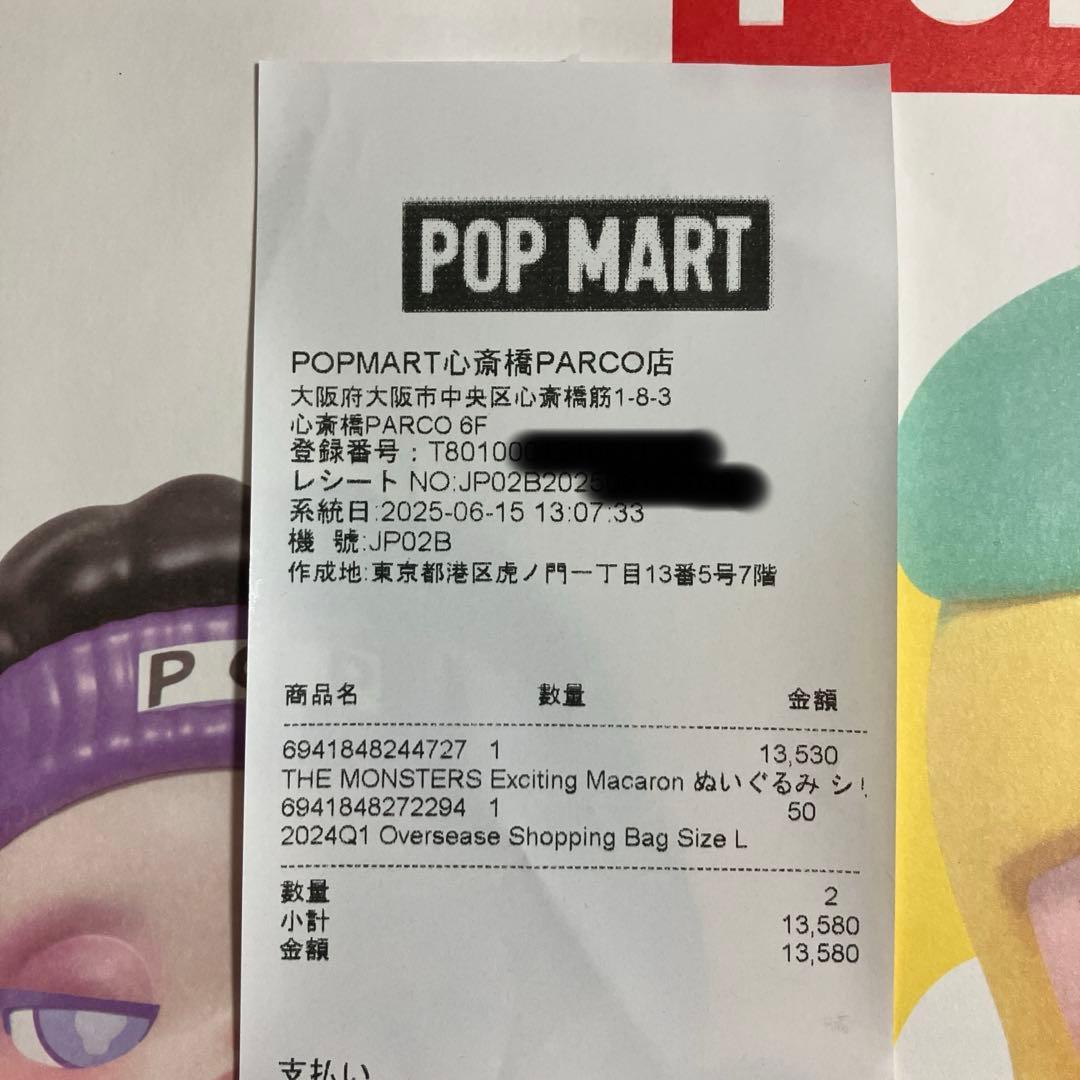 POP MART
POPMART心斎橋PARCO店
大阪府大阪市中央区心斎橋筋1-8-3
心斎橋PARCO 6F
登録番号：T801000
レシート NO:JP02B2025
系統日:2025-06-15 13:07:33
機 號:JP02B
作成地:東京都港区虎ノ門一丁目13番5号7階
商品名 數量 金額
6941848244727 1 13,530
THE MONSTERS Exciting Macaron ぬいぐるみ シ
6941848272294 1 50
2024Q1 Oversease Shopping Bag Size L
數量 2
小計 13,580
金額 13,580
支払い